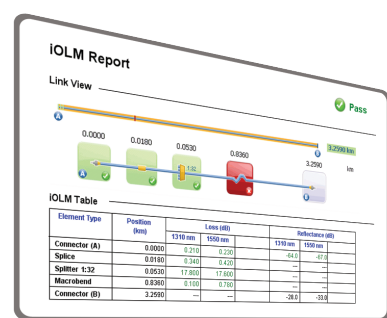 iOLM Report
Link View
Pass
A
B
3.2590 km
0.0000
0.0180
0.0530
0.8360
3.2590
km
1:32
A
B
iOLM Table
Element Type Position (km) Loss (dB) Reflectance (dB)
1310 nm 1550 nm 1310 nm 1550 nm
Connector (A) 0.0000 0.210 0.230 -64.0 -67.0
Splice 0.0180 0.340 0.420 --- ---
Splitter 1:32 0.0530 17.800 17.600 --- ---
Macrobend 0.8360 0.100 0.780 --- ---
Connector (B) 3.2590 --- --- -28.0 -33.0